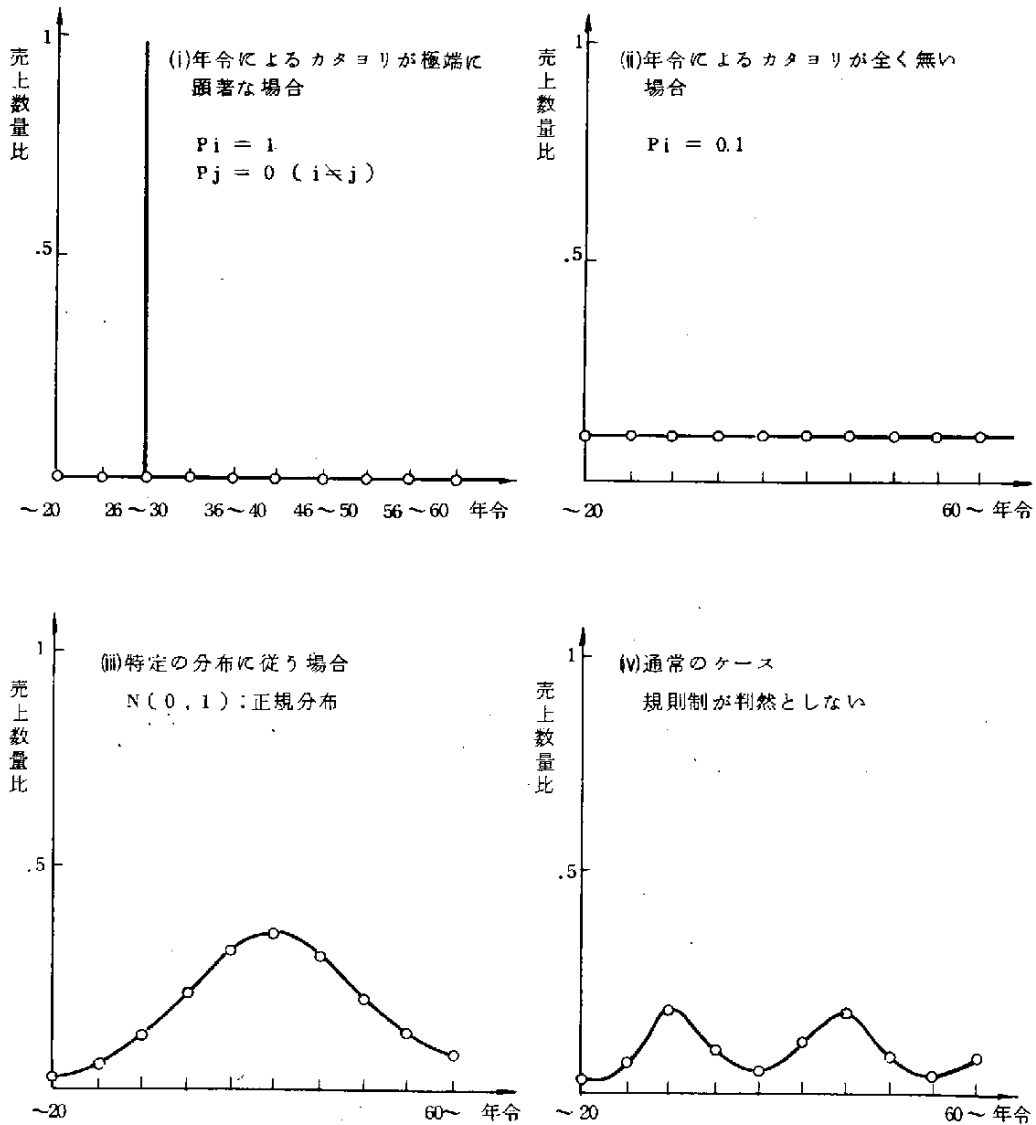 1
売上数量比
(i)年令によるカタヨリが極端に
顕著な場合
Pi = 1
Pj = 0 ( i≒j )
.5
～20 26～30 36～40 46～50 56～60 年令
1
売上数量比
(ii)年令によるカタヨリが全く無い
場合
Pi = 0.1
.5
～20 60～ 年令
1
売上数量比
(iii)特定の分布に従う場合
N ( 0 , 1 ) : 正規分布
.5
～20 60～ 年令
1
売上数量比
(iv)通常のケース
規則制が判然としない
.5
～20 60～ 年令